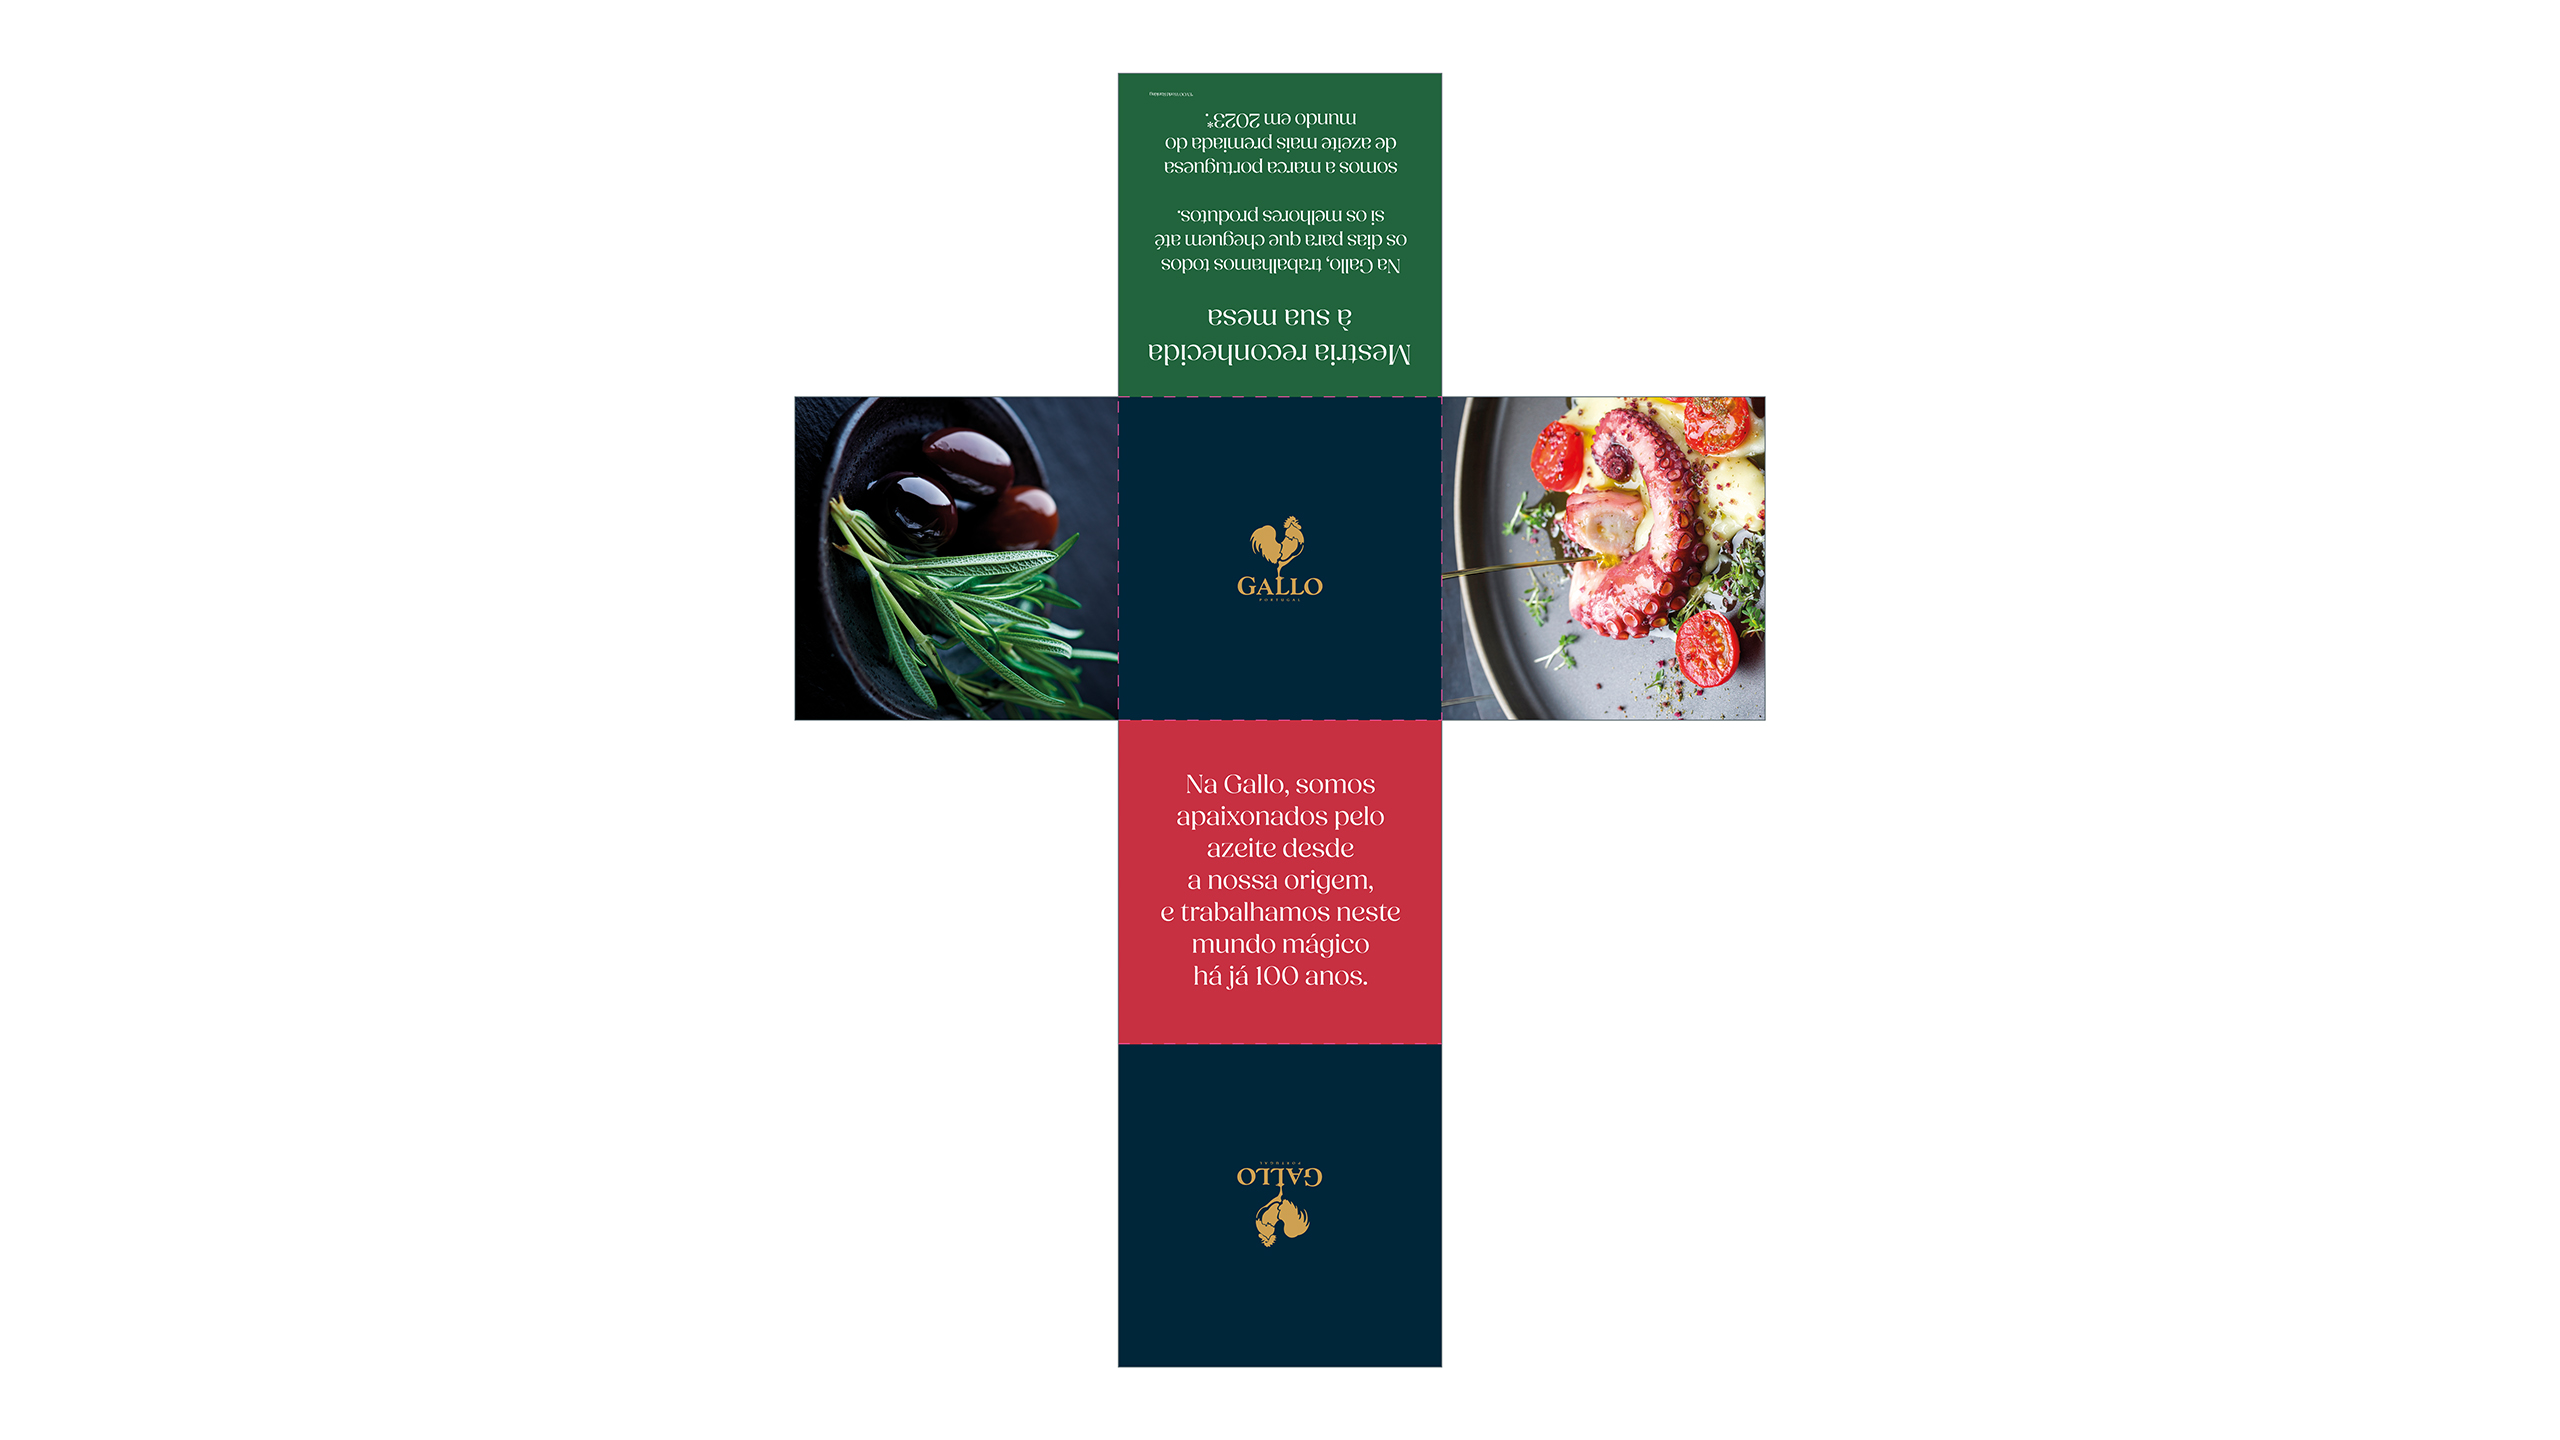 Mestria reconhecida
à sua mesa
Na Gallo, trabalhamos todos
os dias para que cheguem até
si os melhores produtos.
somos a marca portuguesa
de azeite mais premiada do
mundo em 2023*.
GALLO
PORTUGAL
Na Gallo, somos
apaixonados pelo
azeite desde
a nossa origem,
e trabalhamos neste
mundo mágico
há já 100 anos.
GALLO
PORTUGAL